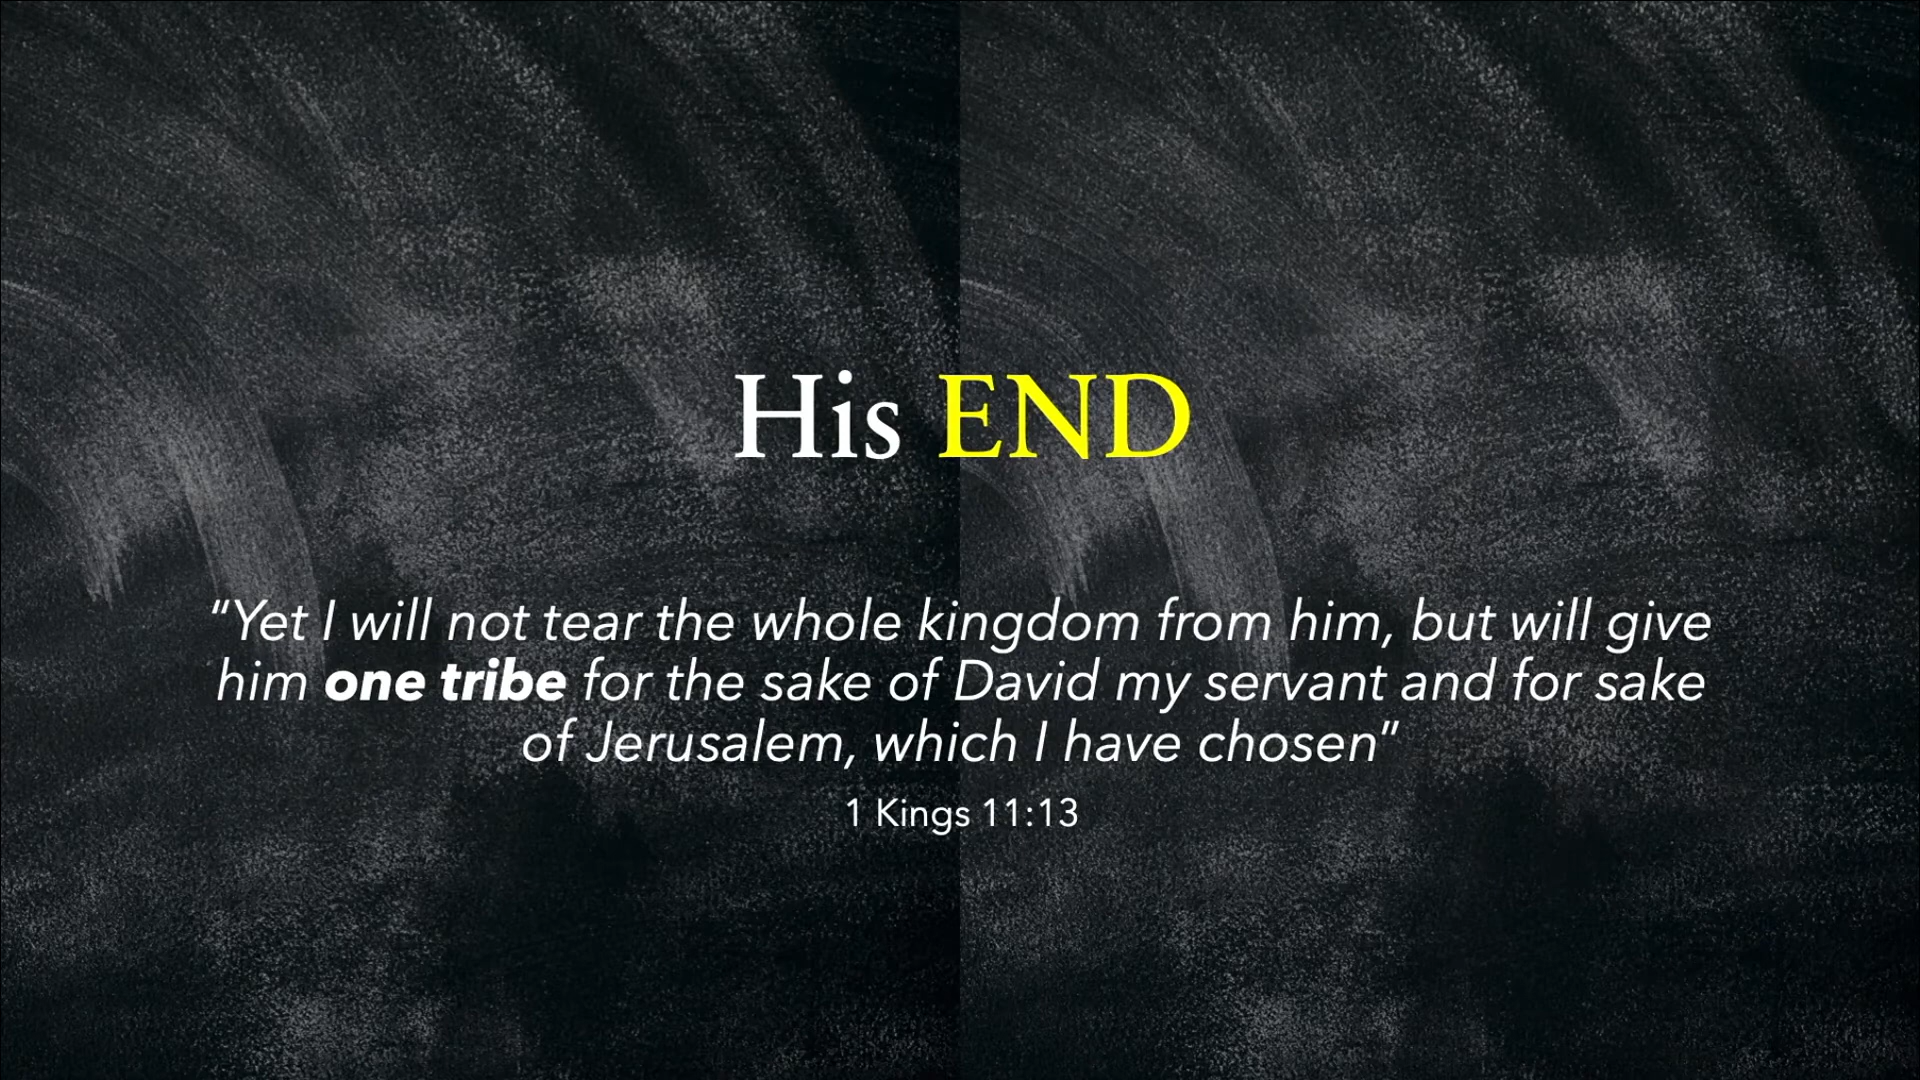 His END
“Yet I will not tear the whole kingdom from him, but will give
him one tribe for the sake of David my servant and for sake
of Jerusalem, which I have chosen”
1 Kings 11:13